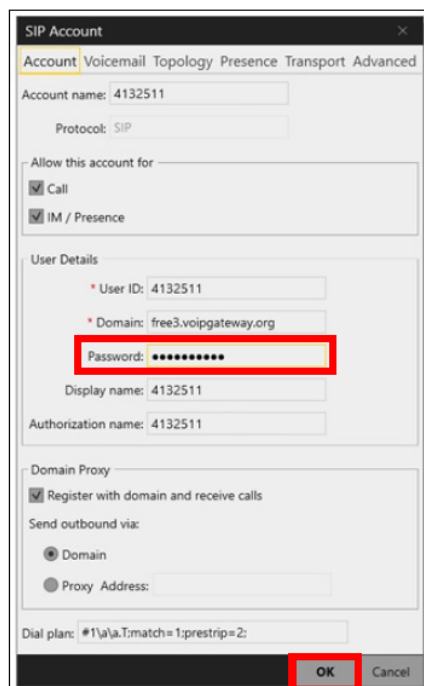 SIP Account
Account Voicemail Topology Presence Transport Advanced
Account name: 4132511
Protocol: SIP
Allow this account for
Call
IM / Presence
User Details
* User ID: 4132511
* Domain: free3.voipgateway.org
Password: ••••••••••
Display name: 4132511
Authorization name: 4132511
Domain Proxy
Register with domain and receive calls
Send outbound via:
Domain
Proxy Address:
Dial plan: #1\a\a.T;match=1;prestrip=2;
OK Cancel